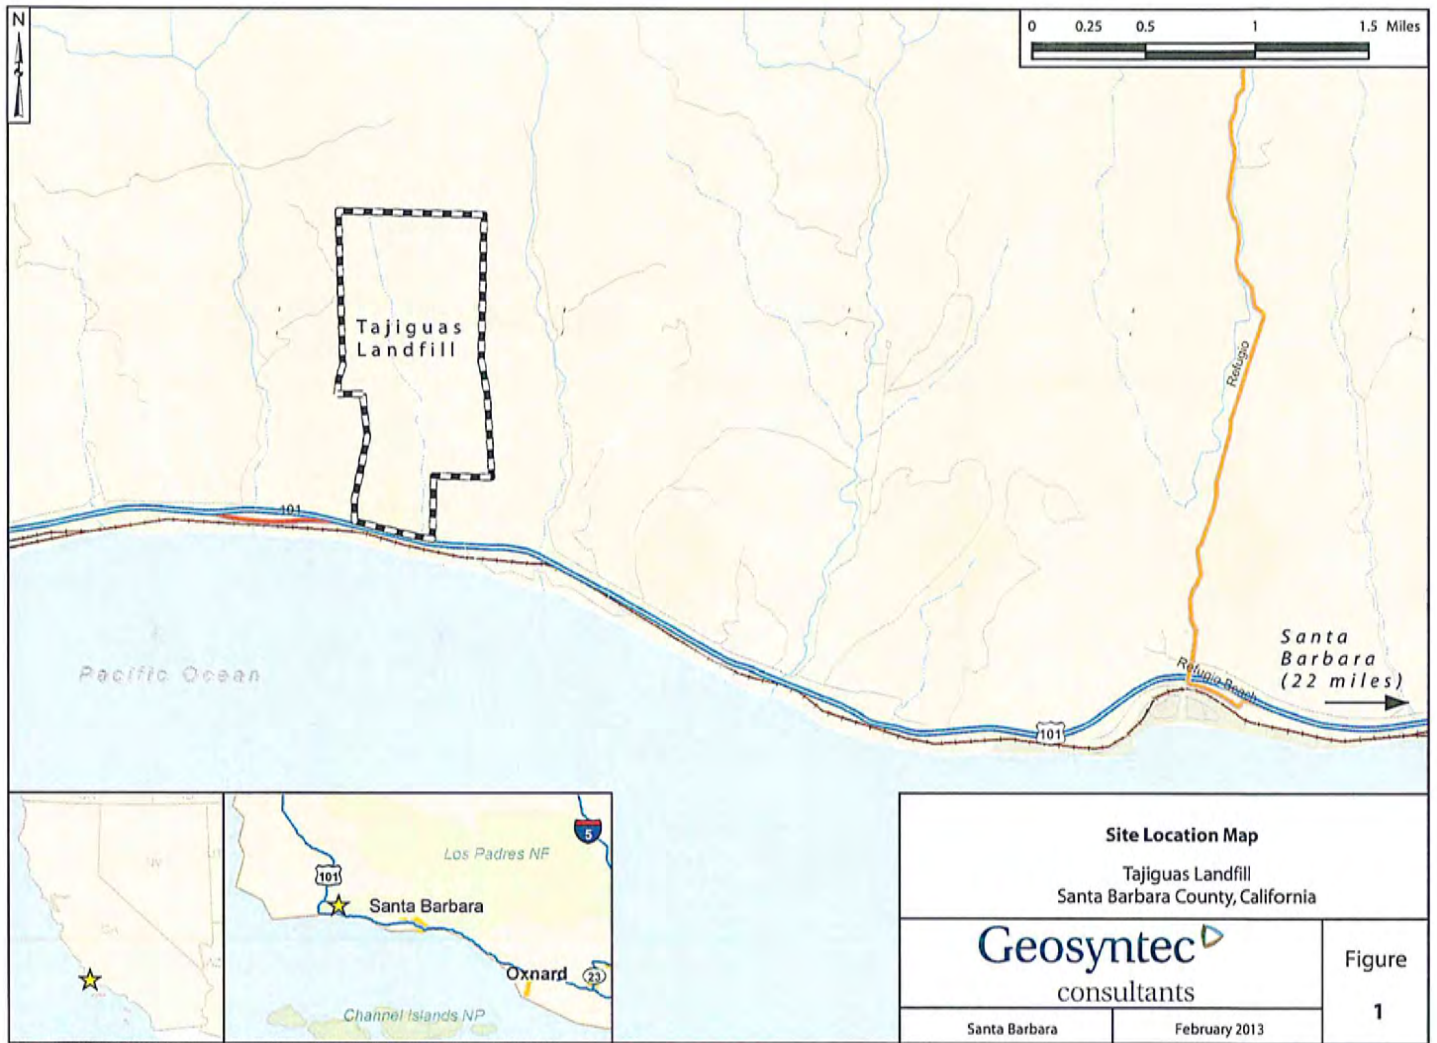 N
0 0.25 0.5 1 1.5 Miles
Tajiguas
Landfill
Refugio
101
Santa
Barbara
(22 miles)
Refugio Beach
Pacific Ocean
101
5
Los Padres NF
101
Santa Barbara
Oxnard
23
Channel Islands NP
Site Location Map
Tajiguas Landfill
Santa Barbara County, California
Geosyntec
consultants
Figure
1
Santa Barbara
February 2013